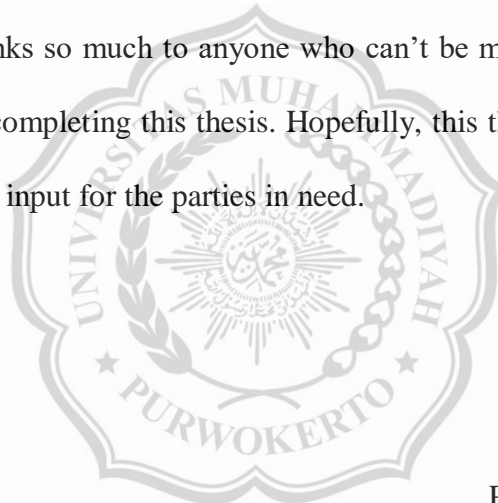 nks so much to anyone who can’t be m
completing this thesis. Hopefully, this t
input for the parties in need.
UNIVERSITAS MUHAMMADIYAH
PURWOKERTO